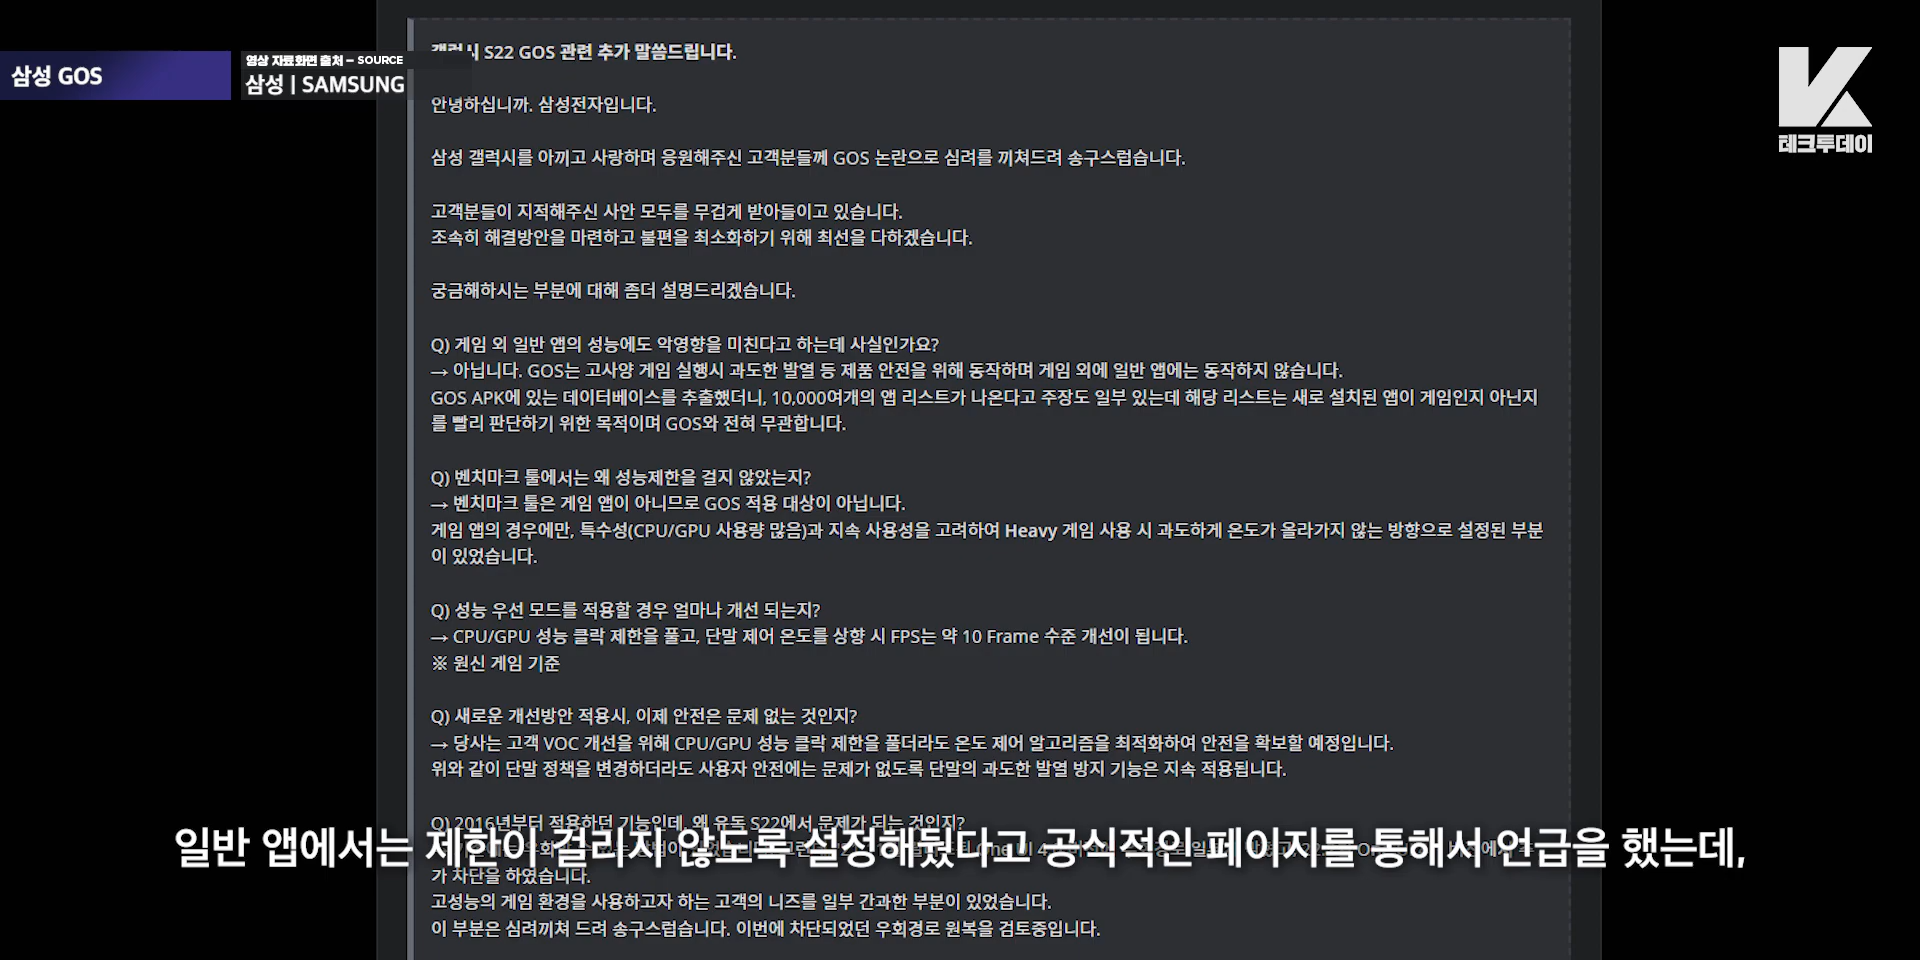 삼성 GOS
영상 자료화면 출처 – SOURCE
삼성 | SAMSUNG
테크투데이
갤럭시 S22 GOS 관련 추가 말씀드립니다.
안녕하십니까. 삼성전자입니다.
삼성 갤럭시를 아끼고 사랑하며 응원해주신 고객분들께 GOS 논란으로 심려를 끼쳐드려 송구스럽습니다.
고객분들이 지적해주신 사안 모두를 무겁게 받아들이고 있습니다.
조속히 해결방안을 마련하고 불편을 최소화하기 위해 최선을 다하겠습니다.
궁금해하시는 부분에 대해 좀더 설명드리겠습니다.
Q) 게임 외 일반 앱의 성능에도 악영향을 미친다고 하는데 사실인가요?
→ 아닙니다. GOS는 고사양 게임 실행시 과도한 발열 등 제품 안전을 위해 동작하며 게임 외에 일반 앱에는 동작하지 않습니다.
GOS APK에 있는 데이터베이스를 추출했더니, 10,000여개의 앱 리스트가 나온다고 주장도 일부 있는데 해당 리스트는 새로 설치된 앱이 게임인지 아닌지
를 빨리 판단하기 위한 목적이며 GOS와 전혀 무관합니다.
Q) 벤치마크 툴에서는 왜 성능제한을 걸지 않았는지?
→ 벤치마크 툴은 게임 앱이 아니므로 GOS 적용 대상이 아닙니다.
게임 앱의 경우에만, 특수성(CPU/GPU 사용량 많음)과 지속 사용성을 고려하여 Heavy 게임 사용 시 과도하게 온도가 올라가지 않는 방향으로 설정된 부분
이 있었습니다.
Q) 성능 우선 모드를 적용할 경우 얼마나 개선 되는지?
→ CPU/GPU 성능 클락 제한을 풀고, 단말 제어 온도를 상향 시 FPS는 약 10 Frame 수준 개선이 됩니다.
※ 원신 게임 기준
Q) 새로운 개선방안 적용시, 이제 안전은 문제 없는 것인지?
→ 당사는 고객 VOC 개선을 위해 CPU/GPU 성능 클락 제한을 풀더라도 온도 제어 알고리즘을 최적화하여 안전을 확보할 예정입니다.
위와 같이 단말 정책을 변경하더라도 사용자 안전에는 문제가 없도록 단말의 과도한 발열 방지 기능은 지속 적용됩니다.
Q) 2016년부터 적용하던 기능인데, 왜 유독 S22에서 문제가 되는 것인지?
일반 앱에서는 제한이 걸리지 않도록 설정해뒀다고 공식적인 페이지를 통해서 언급을 했는데,
가 차단을 하였습니다.
고성능의 게임 환경을 사용하고자 하는 고객의 니즈를 일부 간과한 부분이 있었습니다.
이 부분은 심려끼쳐 드려 송구스럽습니다. 이번에 차단되었던 우회경로 원복을 검토중입니다.